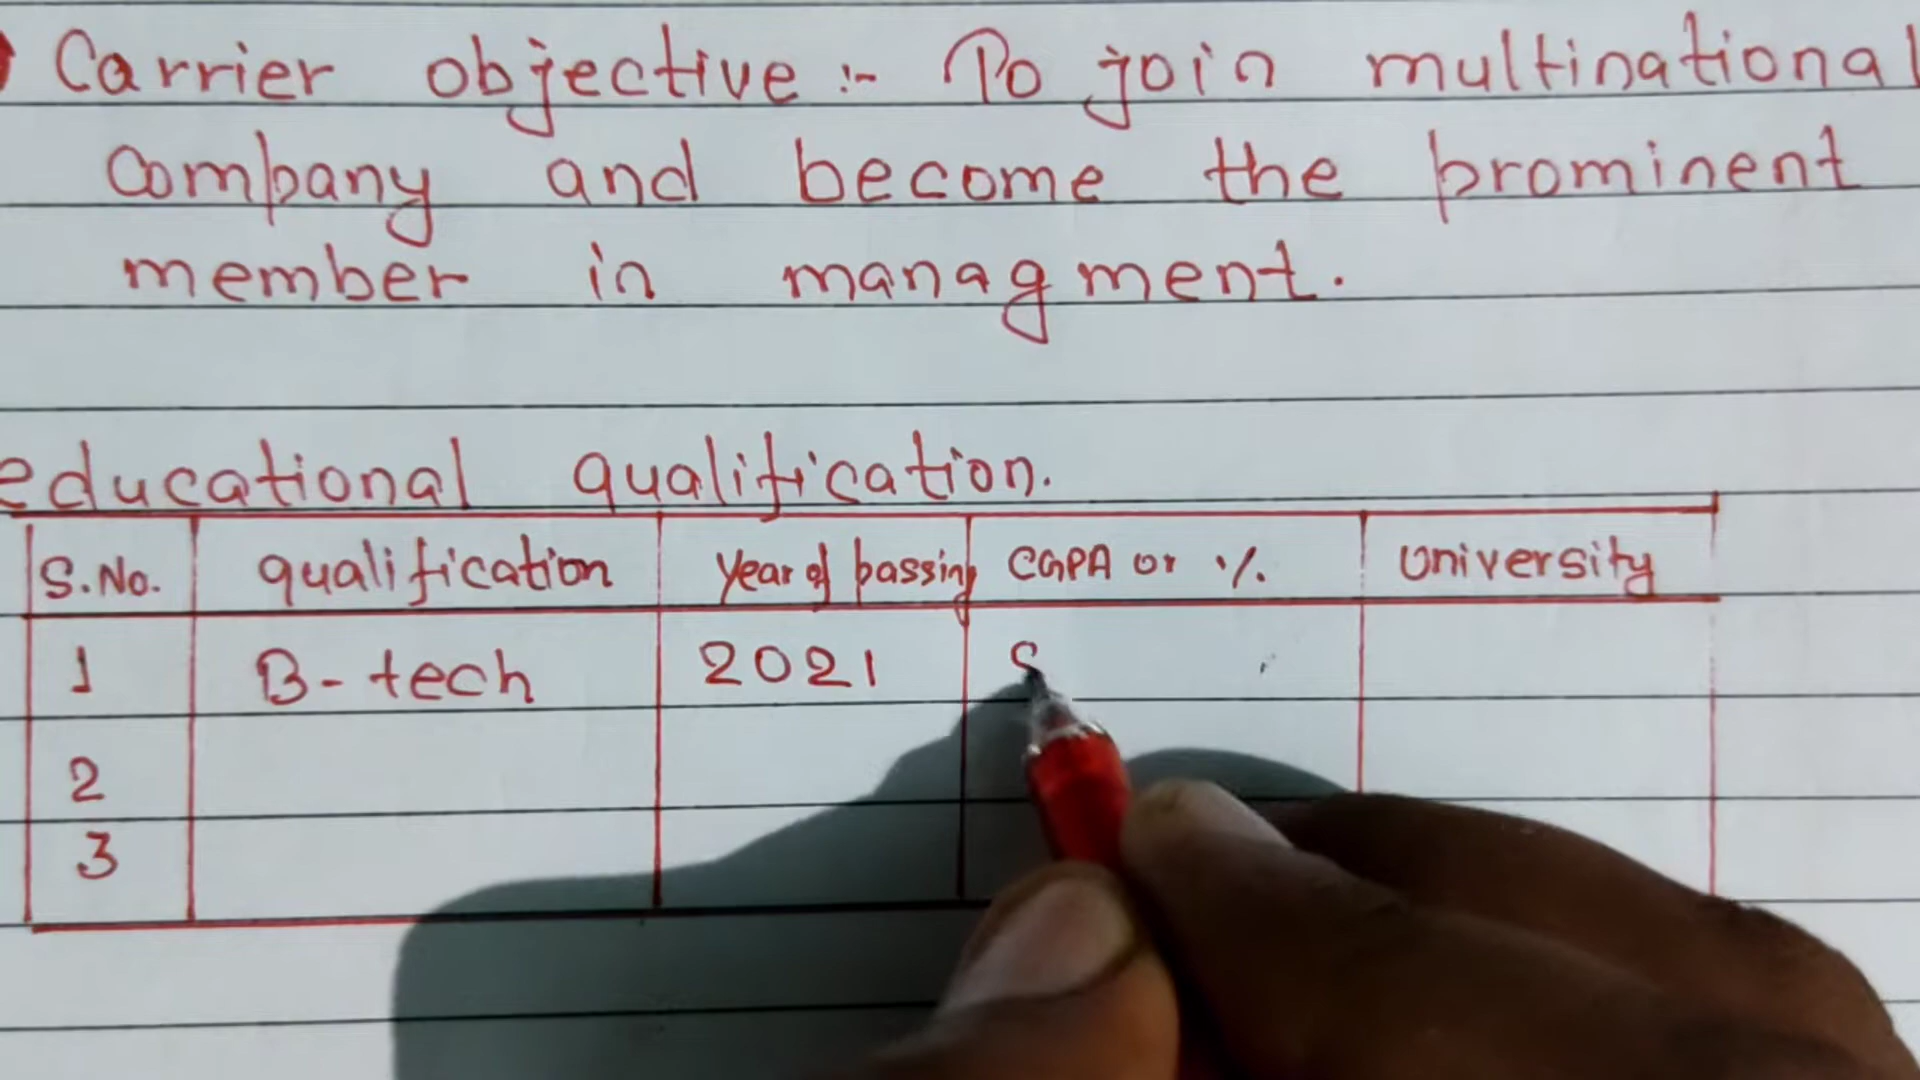 Carrier objective :- To join multinational
company and become the prominent
member in managment.
educational qualification.
S.No. qualification Year of passing CGPA or % University
1 B-tech 2021
2
3